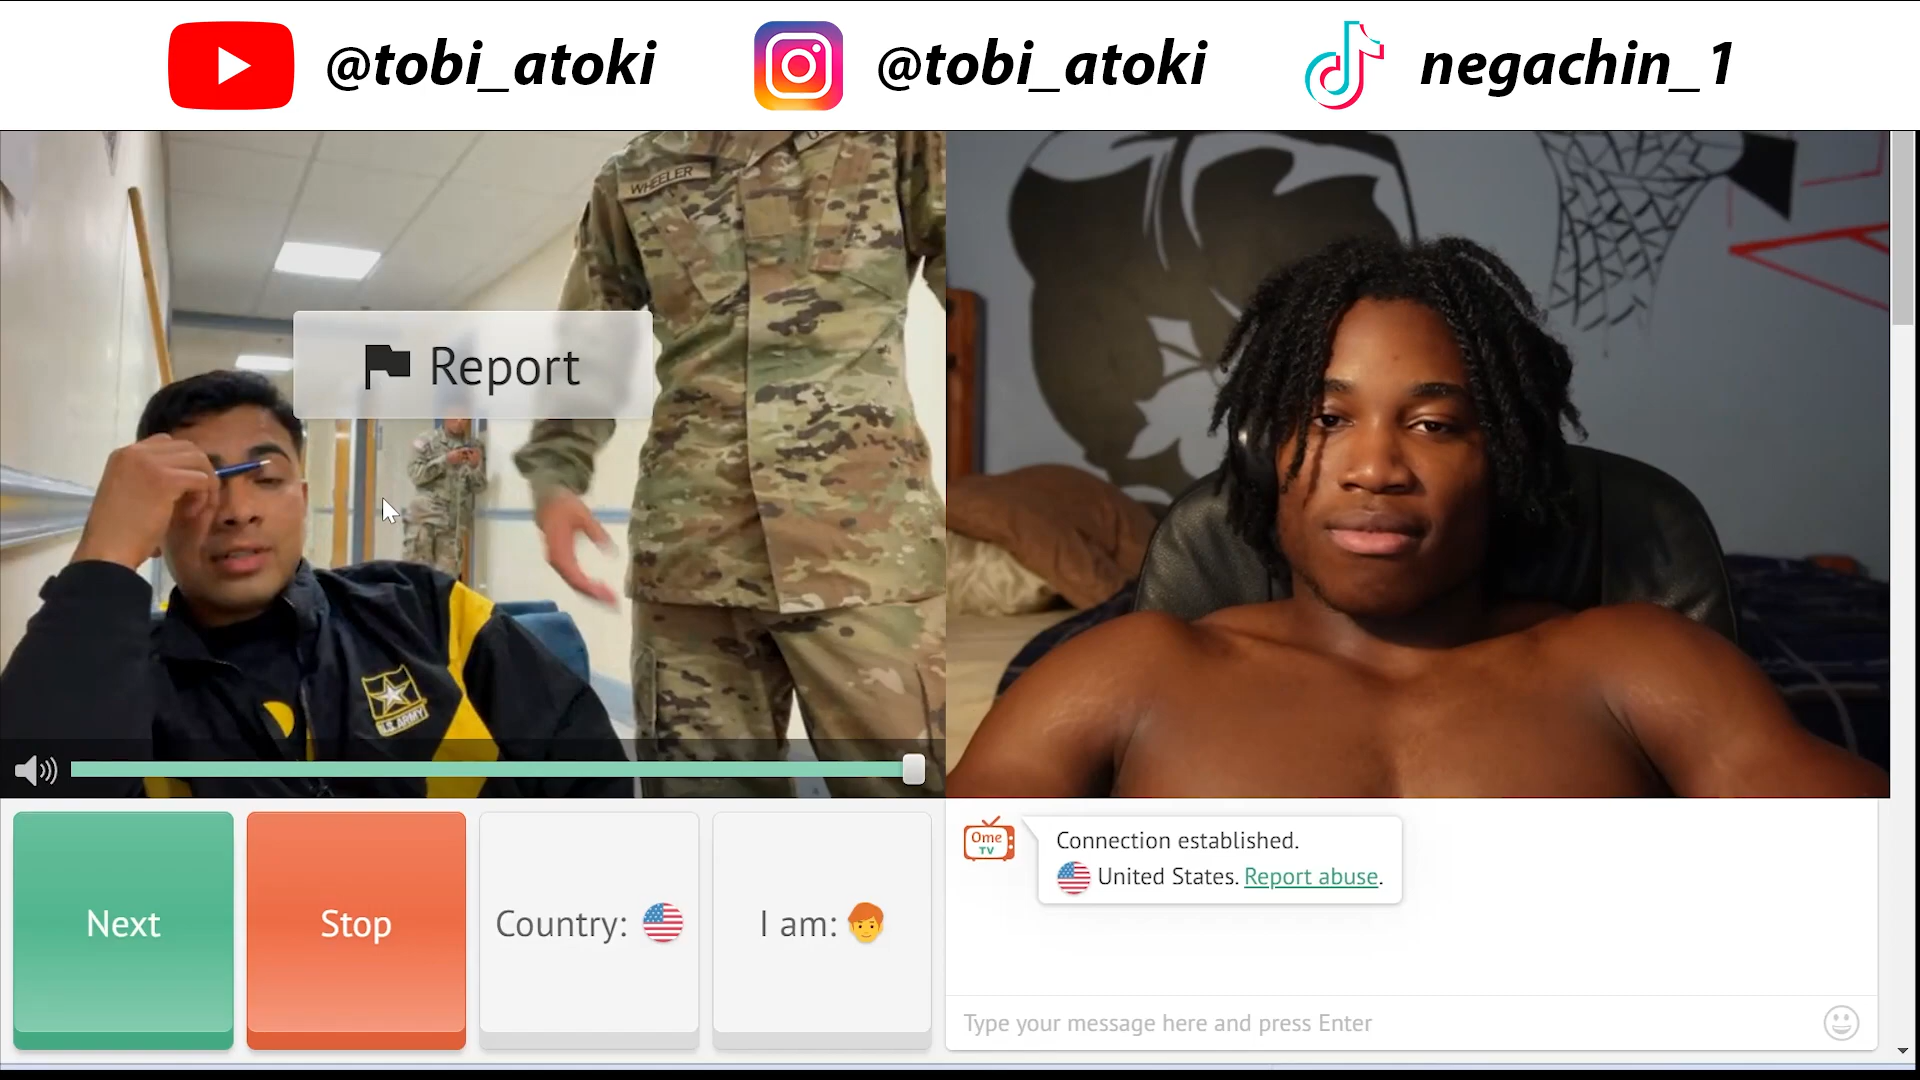 @tobi_atoki
@tobi_atoki
negachin_1
WHEELER
Report
U.S. ARMY
Next
Stop
Country:
I am:
Ome
TV
Connection established.
United States. Report abuse.
Type your message here and press Enter